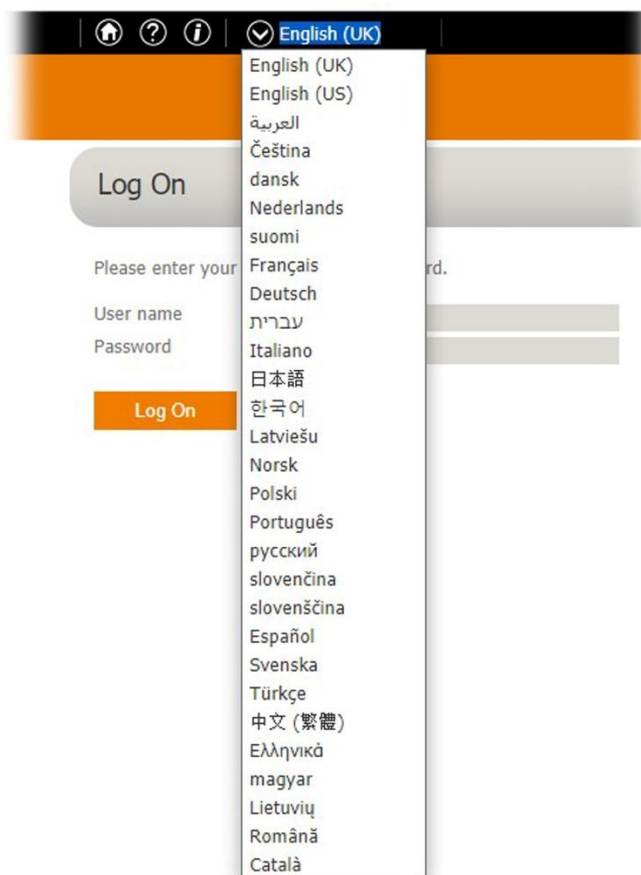 English (UK)
English (UK)
English (US)
العربية
Čeština
Log On
dansk
Nederlands
suomi
Please enter your
Français
rd.
Deutsch
User name
עברית
Password
Italiano
日本語
Log On
한국어
Latviešu
Norsk
Polski
Português
русский
slovenčina
slovenščina
Español
Svenska
Türkçe
中文 (繁體)
Ελληνικά
magyar
Lietuvių
Română
Català